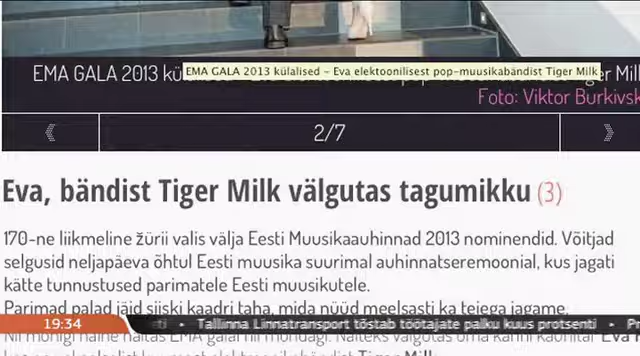 EMA GALA 2013 kü
EMA GALA 2013 külalised – Eva elektoonilisest pop-muusikabändist Tiger Milk
Foto: Viktor Burkivsk
2/7
Eva, bändist Tiger Milk välgutas tagumikku (3)
170-ne liikmeline žürii valis välja Eesti Muusikaauhinnad 2013 nominendid. Võitjad
selgusid neljapäeva õhtul Eesti muusika suurimal auhinnatseremoonial, kus jagati
kätte tunnustused parimatele Eesti muusikutele.
Parimad palad jäid siiski kaadri taha, mida nüüd meelsasti ka teiega jagame.
19:34
ti • Tallinna Linnatransport tõstab töötajate palku kuus protsenti • Pr